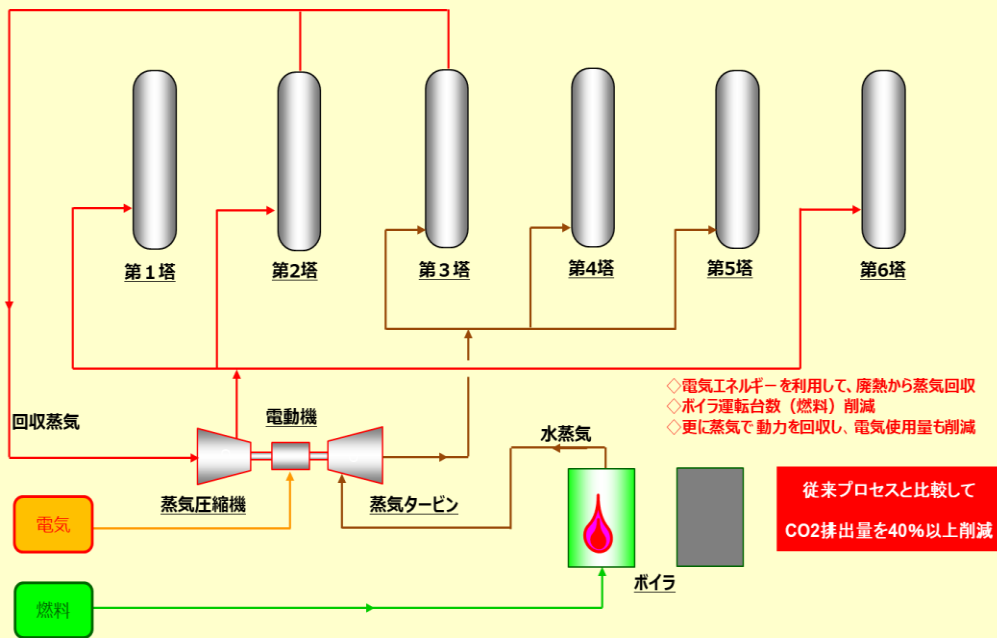 第１塔
第2塔
第３塔
第4塔
第5塔
第6塔
◇電気エネルギーを利用して、廃熱から蒸気回収
◇ボイラ運転台数（燃料）削減
◇更に蒸気で動力を回収し、電気使用量も削減
回収蒸気
電動機
水蒸気
蒸気圧縮機
蒸気タービン
従来プロセスと比較して
CO2排出量を40%以上削減
電気
ボイラ
燃料